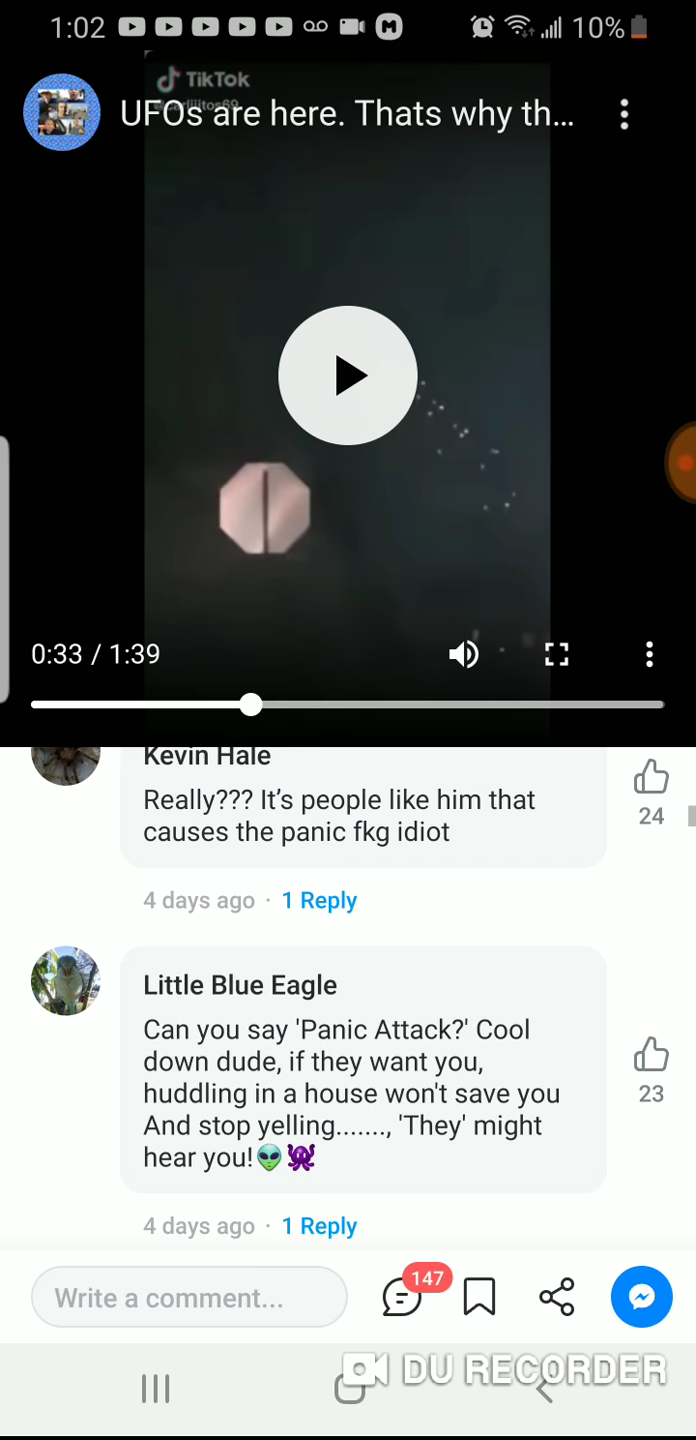 1:02
10%
TikTok
UFOs are here. Thats why th...
0:33 / 1:39
Kevin Hale
Really??? It’s people like him that
causes the panic fkg idiot
24
4 days ago · 1 Reply
Little Blue Eagle
Can you say 'Panic Attack?' Cool
down dude, if they want you,
huddling in a house won't save you
And stop yelling......., 'They' might
hear you!👽🐙
23
4 days ago · 1 Reply
Write a comment...
147
DU RECORDER